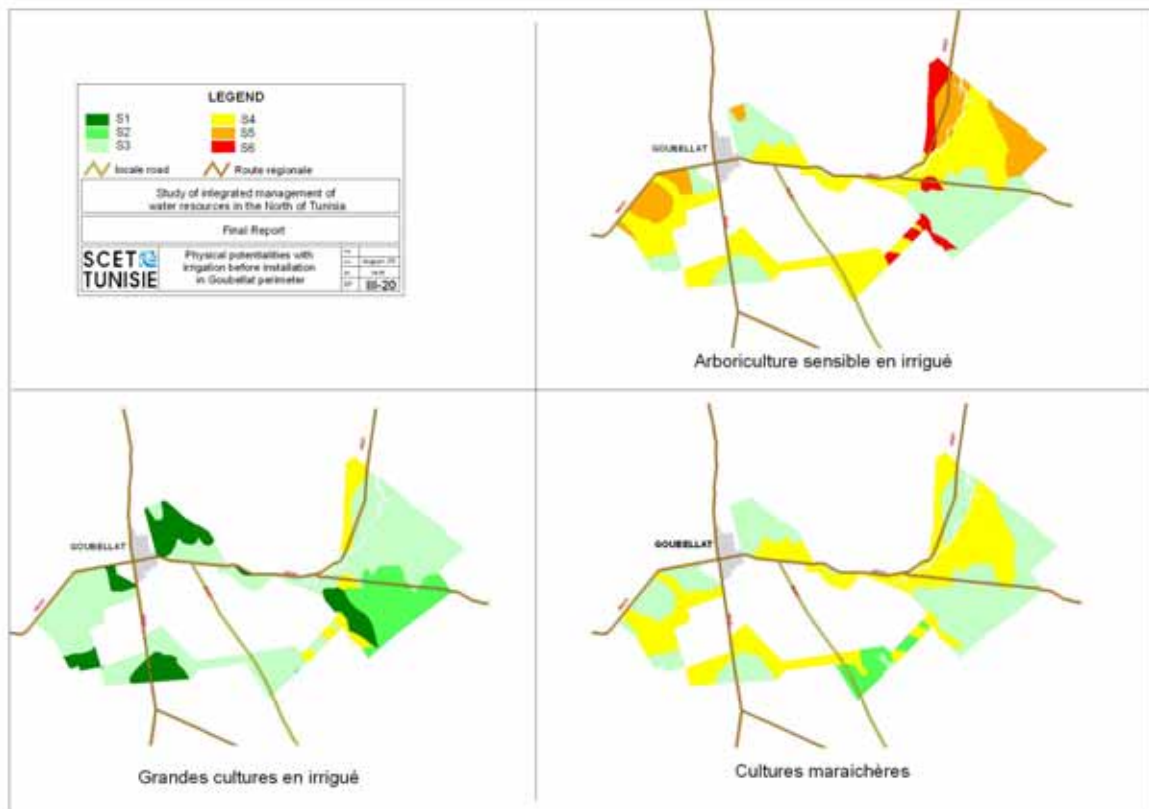 LEGEND
S1
S2
S3
S4
S5
S6
locale road
Route régionale
Study of integrated management of
water resources in the North of Tunisia
Final Report
SCET
TUNISIE
Physical potentialities with
irrigation before installation
in Goubellat perimeter
III-20
GOUBELLAT
Arboriculture sensible en irrigué
GOUBELLAT
Grandes cultures en irrigué
GOUBELLAT
Cultures maraichères